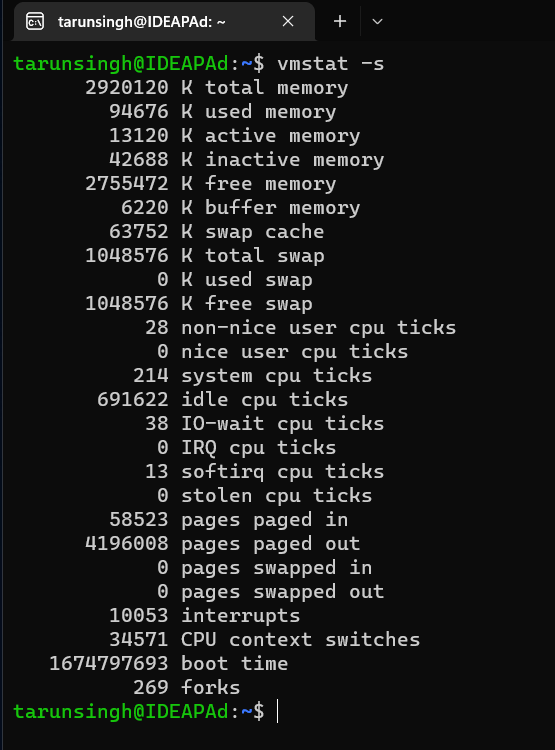 tarunsingh@IDEAPAd: ~
tarunsingh@IDEAPAd:~$ vmstat -s
2920120 K total memory
94676 K used memory
13120 K active memory
42688 K inactive memory
2755472 K free memory
6220 K buffer memory
63752 K swap cache
1048576 K total swap
0 K used swap
1048576 K free swap
28 non-nice user cpu ticks
0 nice user cpu ticks
214 system cpu ticks
691622 idle cpu ticks
38 IO-wait cpu ticks
0 IRQ cpu ticks
13 softirq cpu ticks
0 stolen cpu ticks
58523 pages paged in
4196008 pages paged out
0 pages swapped in
0 pages swapped out
10053 interrupts
34571 CPU context switches
1674797693 boot time
269 forks
tarunsingh@IDEAPAd:~$